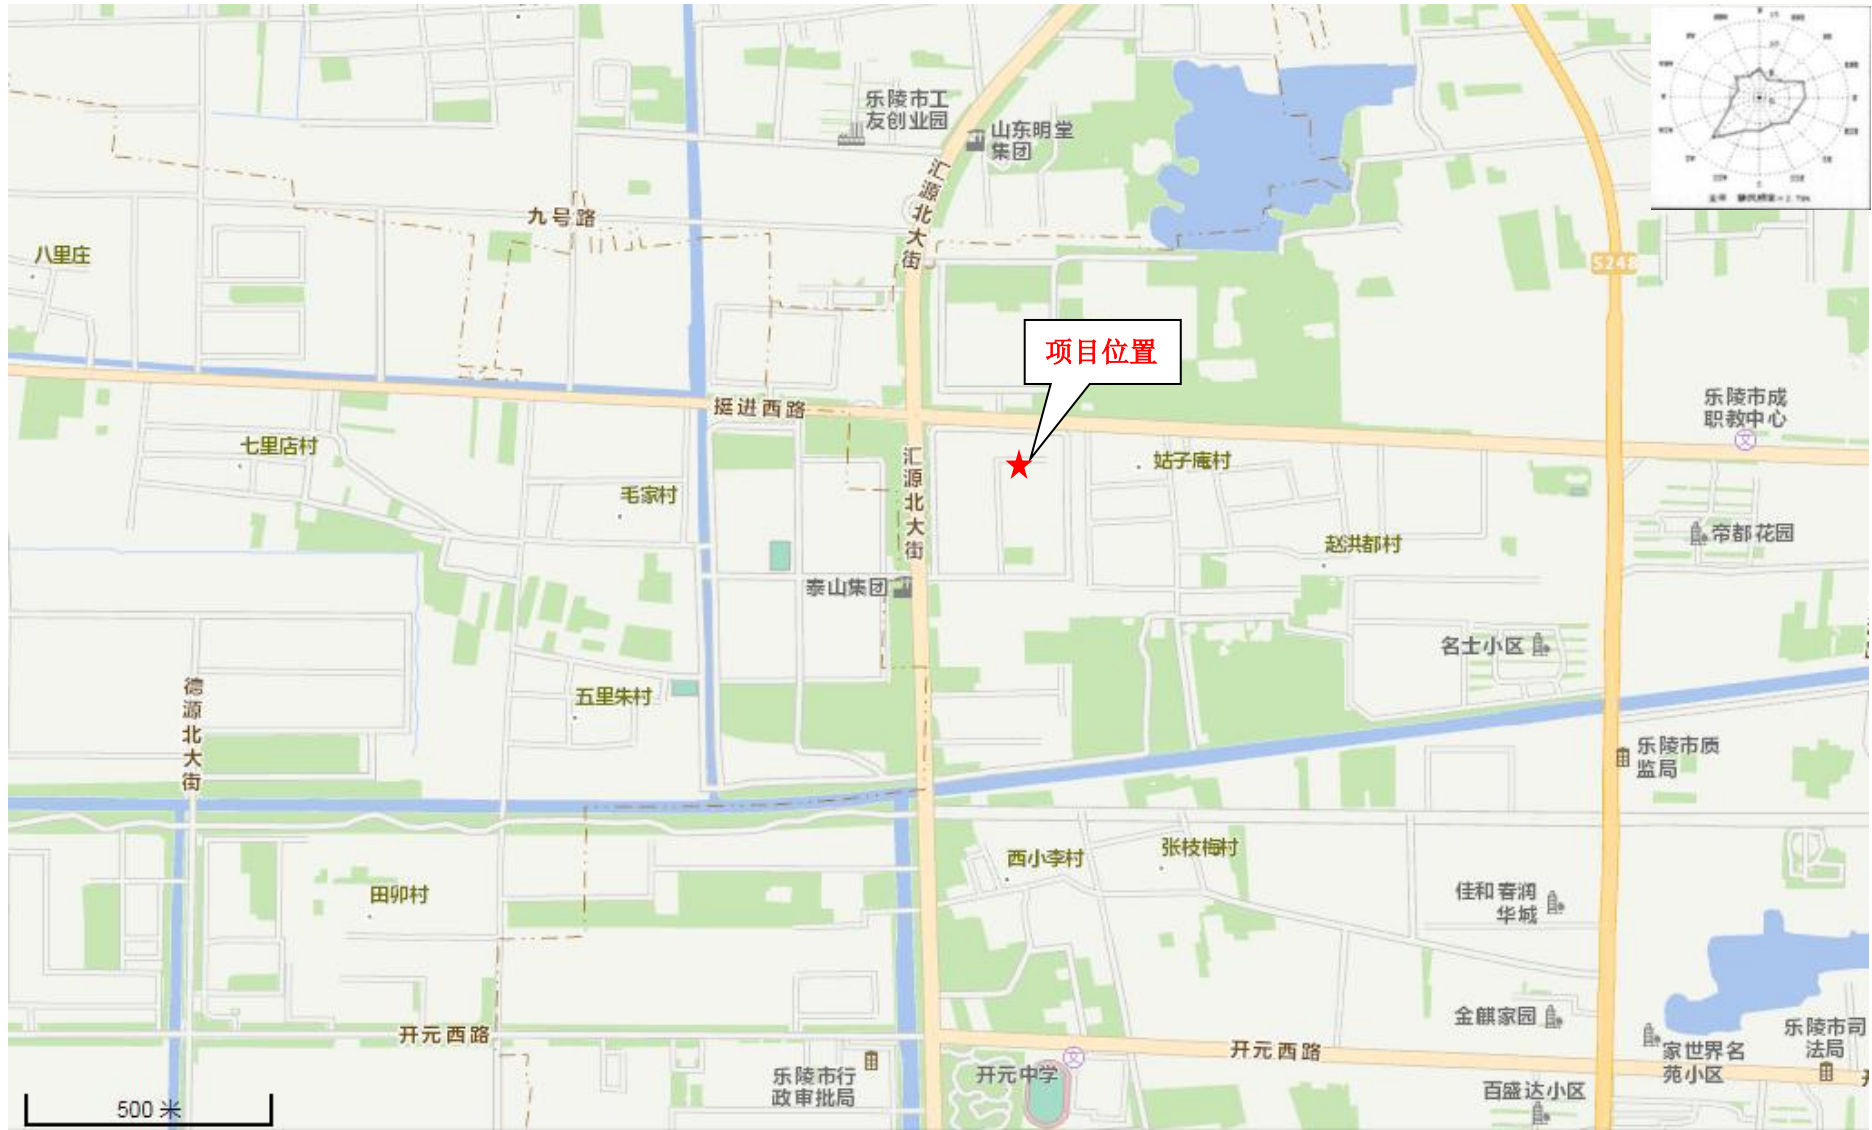 乐陵市工
友创业园
山东明堂
集团
汇源北大街
九号路
八里庄
S248
项目位置
挺进西路
乐陵市成
职教中心
文
七里店村
汇源北大街
姑子庵村
毛家村
赵洪都村
帝都花园
泰山集团
名士小区
德源北大街
五里朱村
乐陵市质
监局
西小李村
张枝梅村
田卯村
佳和春润
华城
金麒家园
开元西路
开元西路
乐陵市司
法局
家世界名
苑小区
乐陵市行
政审批局
开元中学
文
百盛达小区
500 米